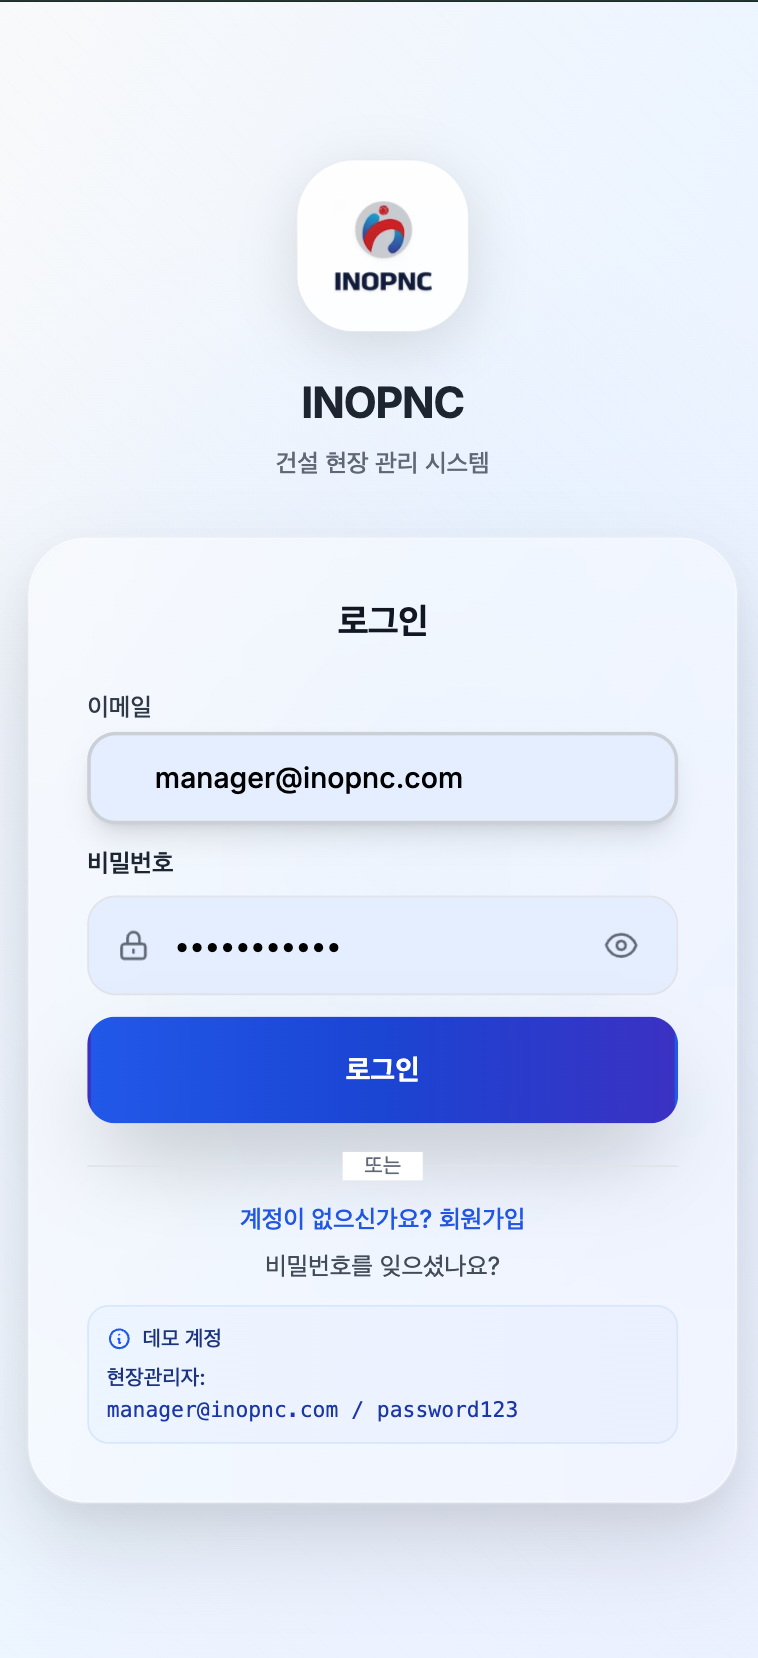 INOPNC
INOPNC
건설 현장 관리 시스템
로그인
이메일
manager@inopnc.com
비밀번호
•••••••••••
로그인
또는
계정이 없으신가요? 회원가입
비밀번호를 잊으셨나요?
데모 계정
현장관리자:
manager@inopnc.com / password123